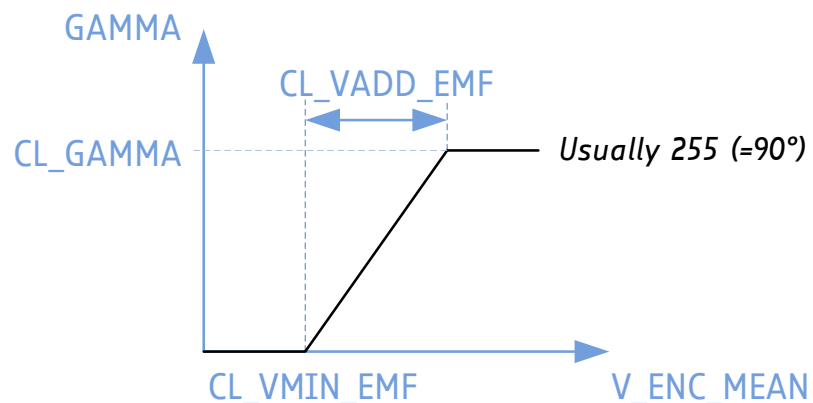 GAMMA
CL_VADD_EMF
CL_GAMMA
Usually 255 (=90°)
CL_VMIN_EMF
V_ENC_MEAN